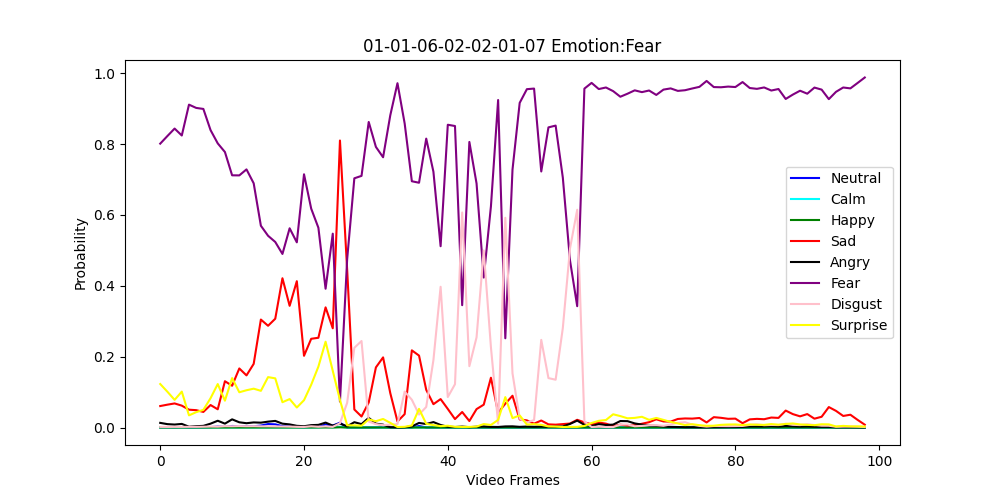 01-01-06-02-02-01-07 Emotion:Fear
1.0
0.8
0.6
0.4
0.2
0.0
Probability
Neutral
Calm
Happy
Sad
Angry
Fear
Disgust
Surprise
0 20 40 60 80 100
Video Frames